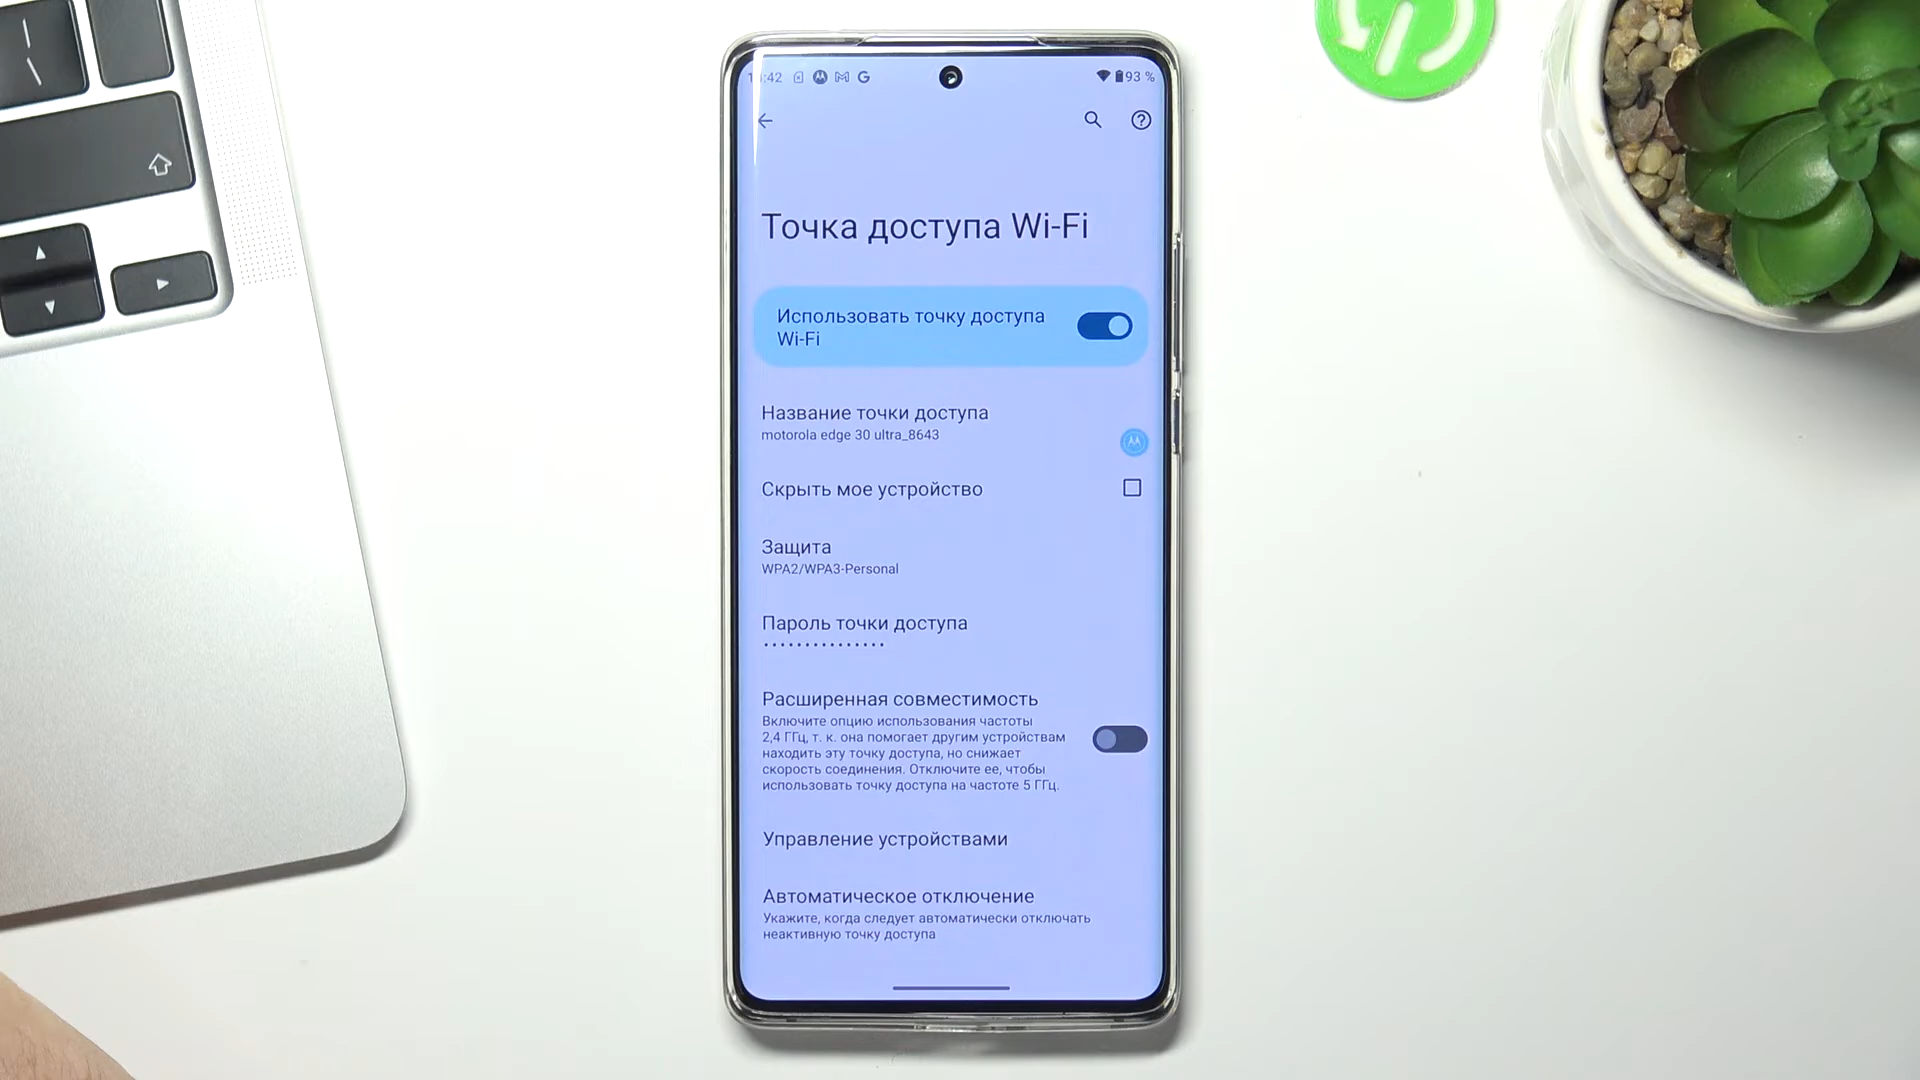 93 %
Точка доступа Wi-Fi
Использовать точку доступа
Wi-Fi
Название точки доступа
motorola edge 30 ultra_8643
Скрыть мое устройство
Защита
WPA2/WPA3-Personal
Пароль точки доступа
•••••••••••••••
Расширенная совместимость
Включите опцию использования частоты
2,4 ГГц, т. к. она помогает другим устройствам
находить эту точку доступа, но снижает
скорость соединения. Отключите ее, чтобы
использовать точку доступа на частоте 5 ГГц.
Управление устройствами
Автоматическое отключение
Укажите, когда следует автоматически отключать
неактивную точку доступа